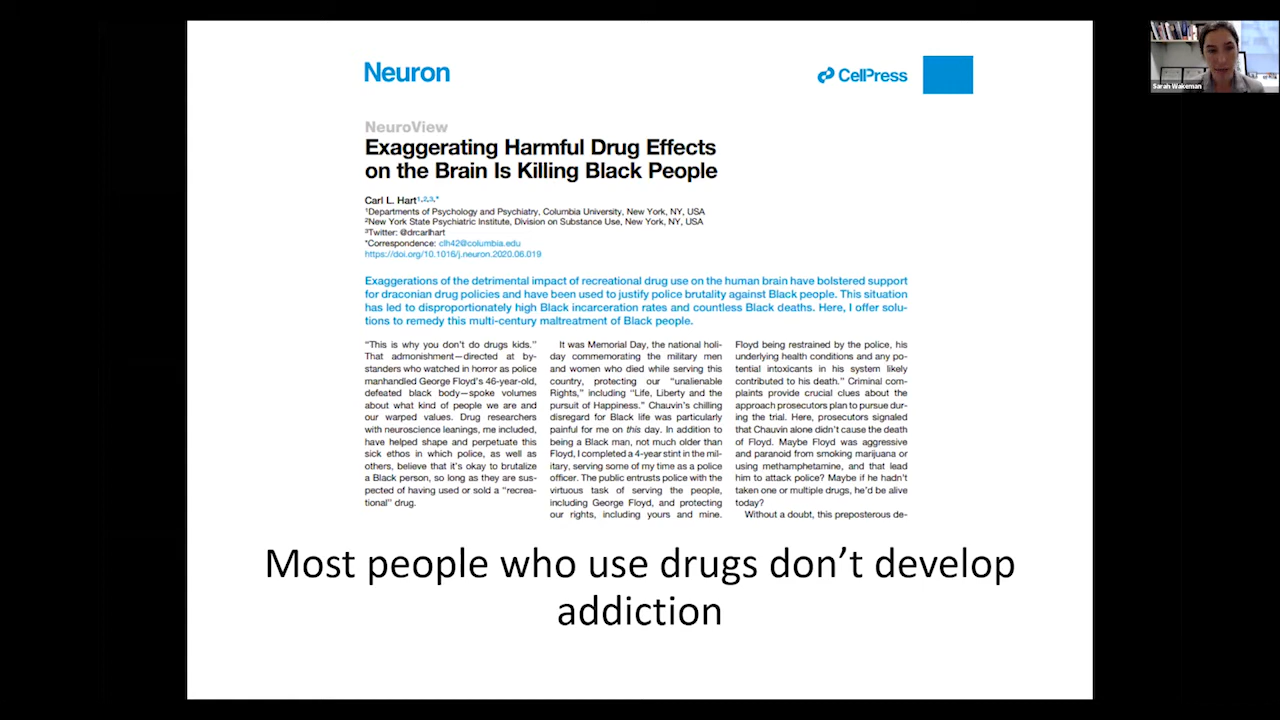 Neuron
CellPress
Sarah Wakeman
NeuroView
Exaggerating Harmful Drug Effects
on the Brain Is Killing Black People
Carl L. Hart1,2,3,*
1Departments of Psychology and Psychiatry, Columbia University, New York, NY, USA
2New York State Psychiatric Institute, Division on Substance Use, New York, NY, USA
3Twitter: @drcarlhart
*Correspondence: clh42@columbia.edu
https://doi.org/10.1016/j.neuron.2020.06.019
Exaggerations of the detrimental impact of recreational drug use on the human brain have bolstered support
for draconian drug policies and have been used to justify police brutality against Black people. This situation
has led to disproportionately high Black incarceration rates and countless Black deaths. Here, I offer solu-
tions to remedy this multi-century maltreatment of Black people.
“This is why you don’t do drugs kids.”
That admonishment—directed at by-
standers who watched in horror as police
manhandled George Floyd’s 46-year-old,
defeated black body—spoke volumes
about what kind of people we are and
our warped values. Drug researchers
with neuroscience leanings, me included,
have helped shape and perpetuate this
sick ethos in which police, as well as
others, believe that it’s okay to brutalize
a Black person, so long as they are sus-
pected of having used or sold a “recrea-
tional” drug.
It was Memorial Day, the national holi-
day commemorating the military men
and women who died while serving this
country, protecting our “unalienable
Rights,” including “Life, Liberty and the
pursuit of Happiness.” Chauvin’s chilling
disregard for Black life was particularly
painful for me on this day. In addition to
being a Black man, not much older than
Floyd, I completed a 4-year stint in the mil-
itary, serving some of my time as a police
officer. The public entrusts police with the
virtuous task of serving the people,
including George Floyd, and protecting
our rights, including yours and mine.
Floyd being restrained by the police, his
underlying health conditions and any po-
tential intoxicants in his system likely
contributed to his death.” Criminal com-
plaints provide crucial clues about the
approach prosecutors plan to pursue dur-
ing the trial. Here, prosecutors signaled
that Chauvin alone didn’t cause the death
of Floyd. Maybe Floyd was aggressive
and paranoid from smoking marijuana or
using methamphetamine, and that lead
him to attack police? Maybe if he hadn’t
taken one or multiple drugs, he’d be alive
today?
Without a doubt, this preposterous de-
Most people who use drugs don’t develop
addiction